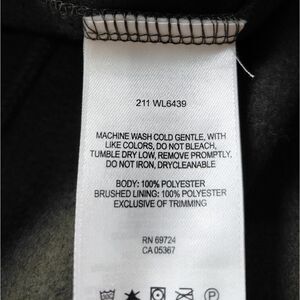 211 WL6439
MACHINE WASH COLD GENTLE, WITH
LIKE COLORS, DO NOT BLEACH,
TUMBLE DRY LOW, REMOVE PROMPTLY.
DO NOT IRON, DRYCLEANABLE
BODY: 100% POLYESTER
BRUSHED LINING: 100% POLYESTER
EXCLUSIVE OF TRIMMING
RN 69724
CA 05367
P